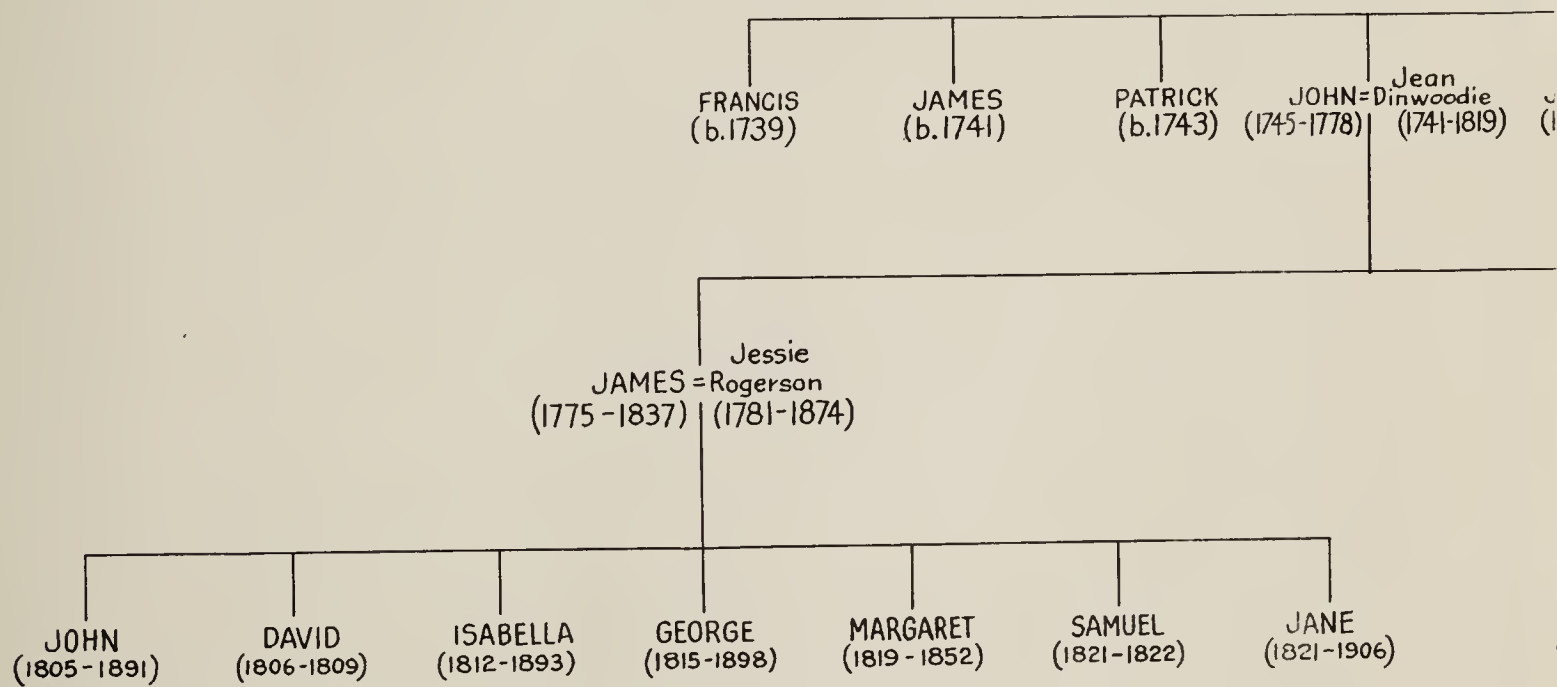 FRANCIS
(b.1739)
JAMES
(b.1741)
PATRICK
(b.1743)
JOHN = Jean Dinwoodie
(1745-1778) (1741-1819)
JAMES = Jessie Rogerson
(1775-1837) (1781-1874)
JOHN
(1805-1891)
DAVID
(1806-1809)
ISABELLA
(1812-1893)
GEORGE
(1815-1898)
MARGARET
(1819-1852)
SAMUEL
(1821-1822)
JANE
(1821-1906)